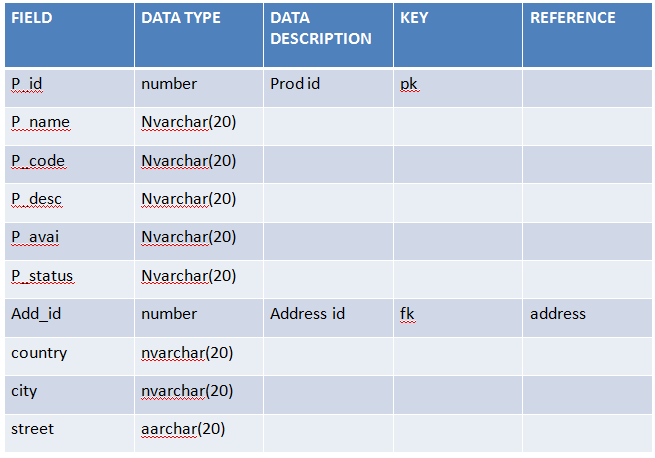 FIELD DATA TYPE DATA DESCRIPTION KEY REFERENCE
P_id number Prod id pk
P_name Nvarchar(20)
P_code Nvarchar(20)
P_desc Nvarchar(20)
P_avai Nvarchar(20)
P_status Nvarchar(20)
Add_id number Address id fk address
country nvarchar(20)
city nvarchar(20)
street aarchar(20)